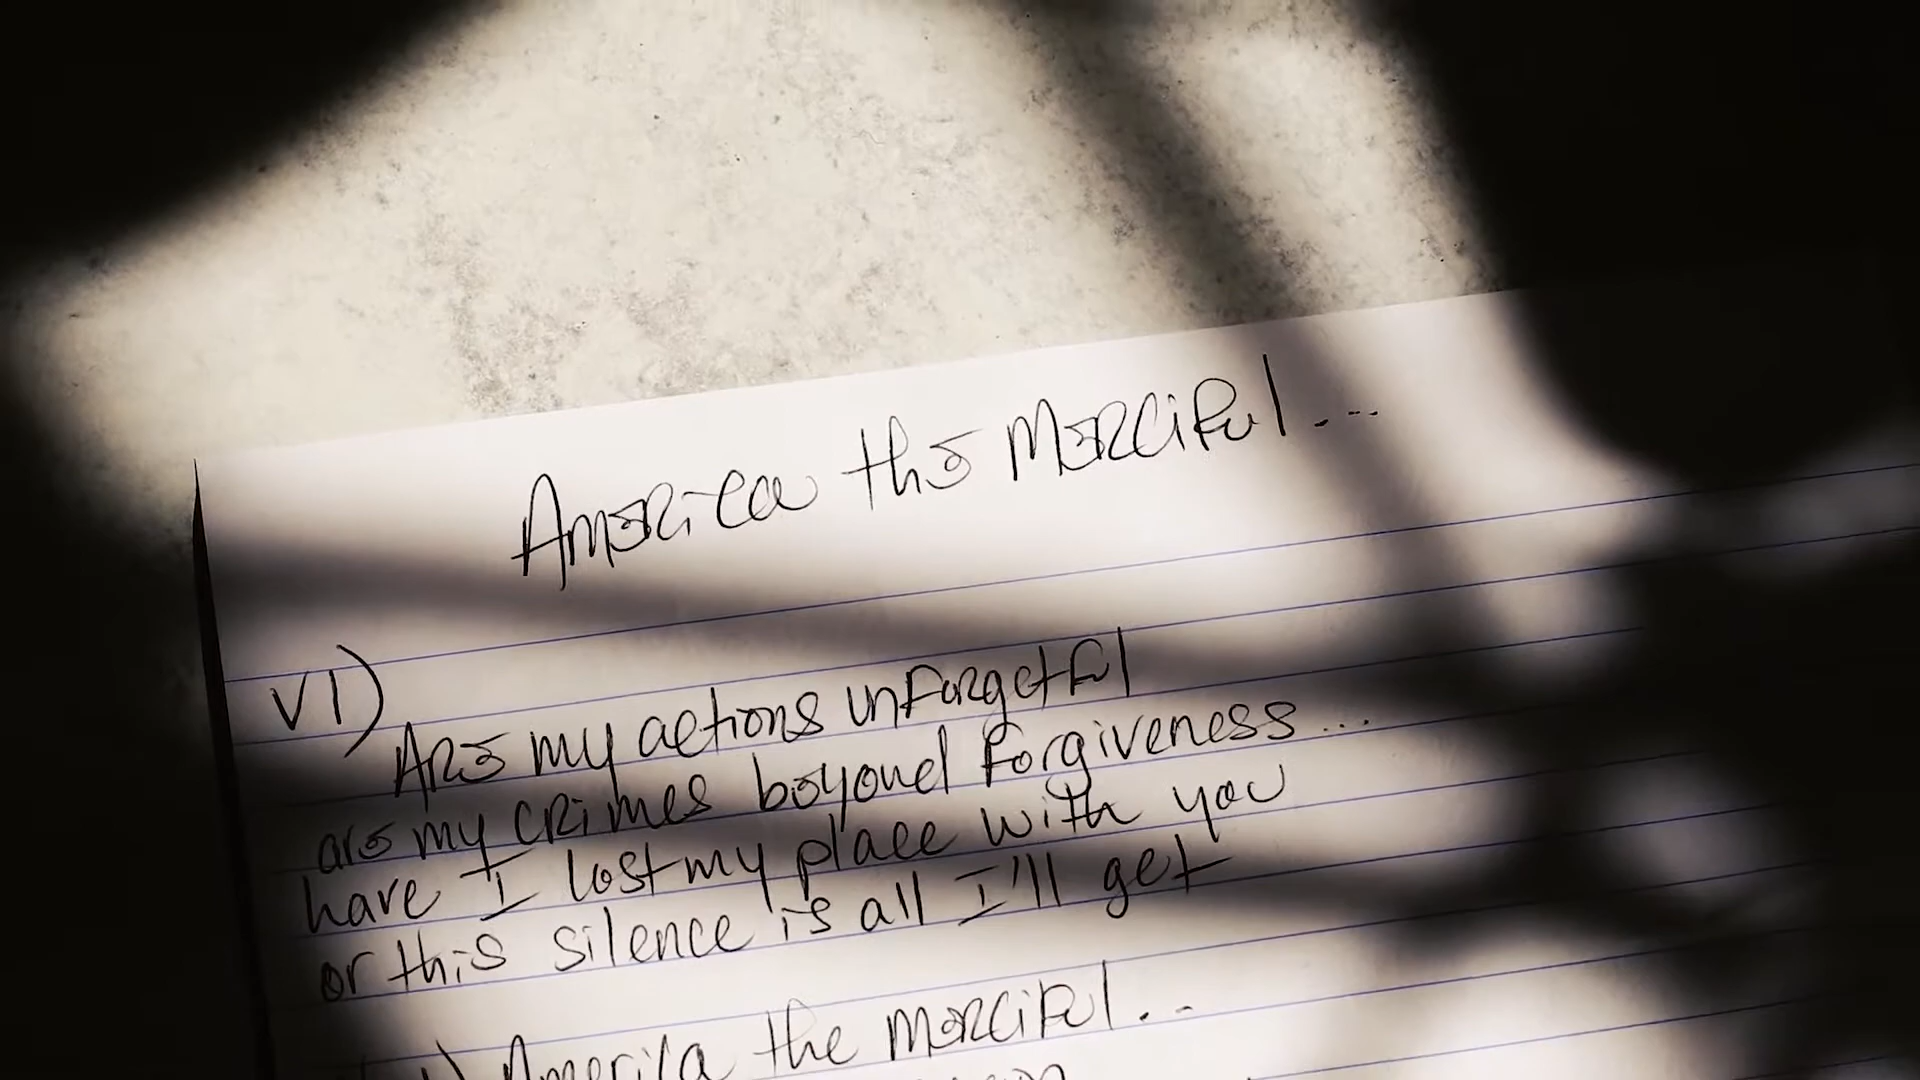 America the Merciful...
VI)
Are my actions unforgetful
are my crimes beyond forgiveness...
have I lost my place with you
or this silence is all I'll get
America the merciful...